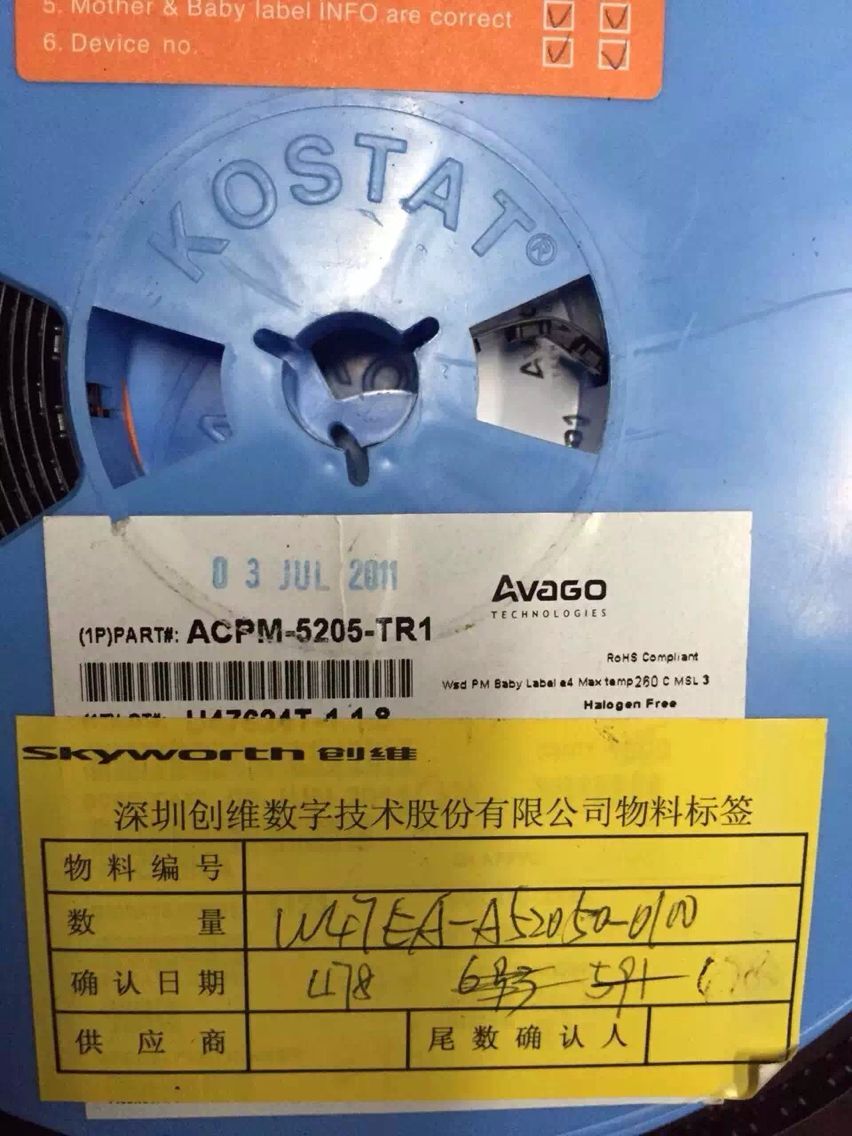 5. Mother & Baby label INFO are correct
6. Device no.
KOSTAT®
03 JUL 2011
AVAGO
TECHNOLOGIES
(1P)PART#: ACPM-5205-TR1
RoHS Compliant
Wsd PM Baby Label e4 Max temp 260 C MSL 3
Halogen Free
Skyworth 创维
深圳创维数字技术股份有限公司物料标签
物料编号
数量
确认日期 478
供应商 尾数确认人